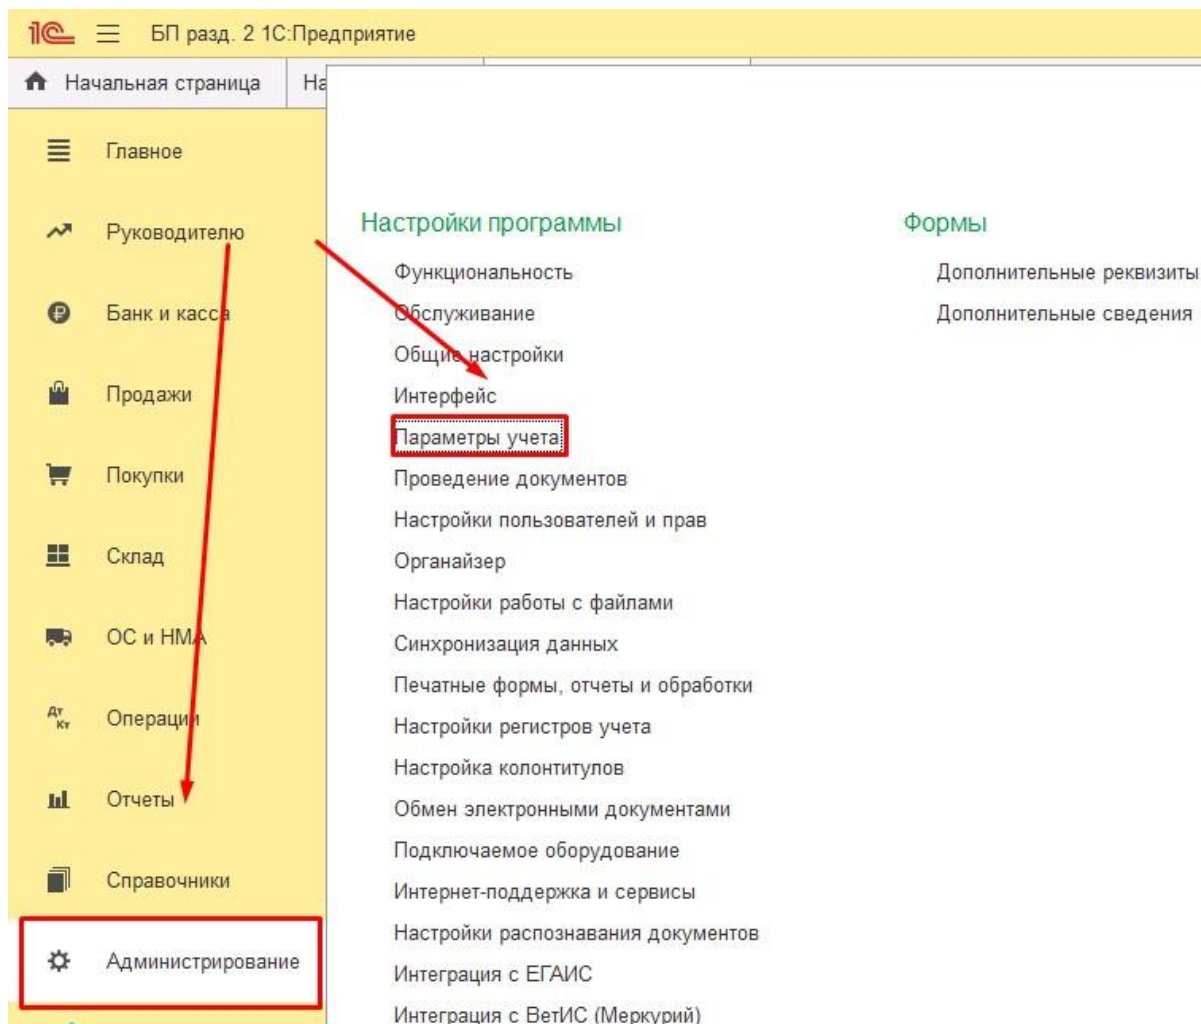 1С БП разд. 2 1С:Предприятие
Начальная страница
На
Главное
Руководителю
Банк и касса
Продажи
Покупки
Склад
ОС и НМА
Дт
Кт
Операции
Отчеты
Справочники
Администрирование
Настройки программы
Функциональность
Обслуживание
Общие настройки
Интерфейс
Параметры учета
Проведение документов
Настройки пользователей и прав
Органайзер
Настройки работы с файлами
Синхронизация данных
Печатные формы, отчеты и обработки
Настройки регистров учета
Настройка колонтитулов
Обмен электронными документами
Подключаемое оборудование
Интернет-поддержка и сервисы
Настройки распознавания документов
Интеграция с ЕГАИС
Интеграция с ВетИС (Меркурий)
Формы
Дополнительные реквизиты
Дополнительные сведения